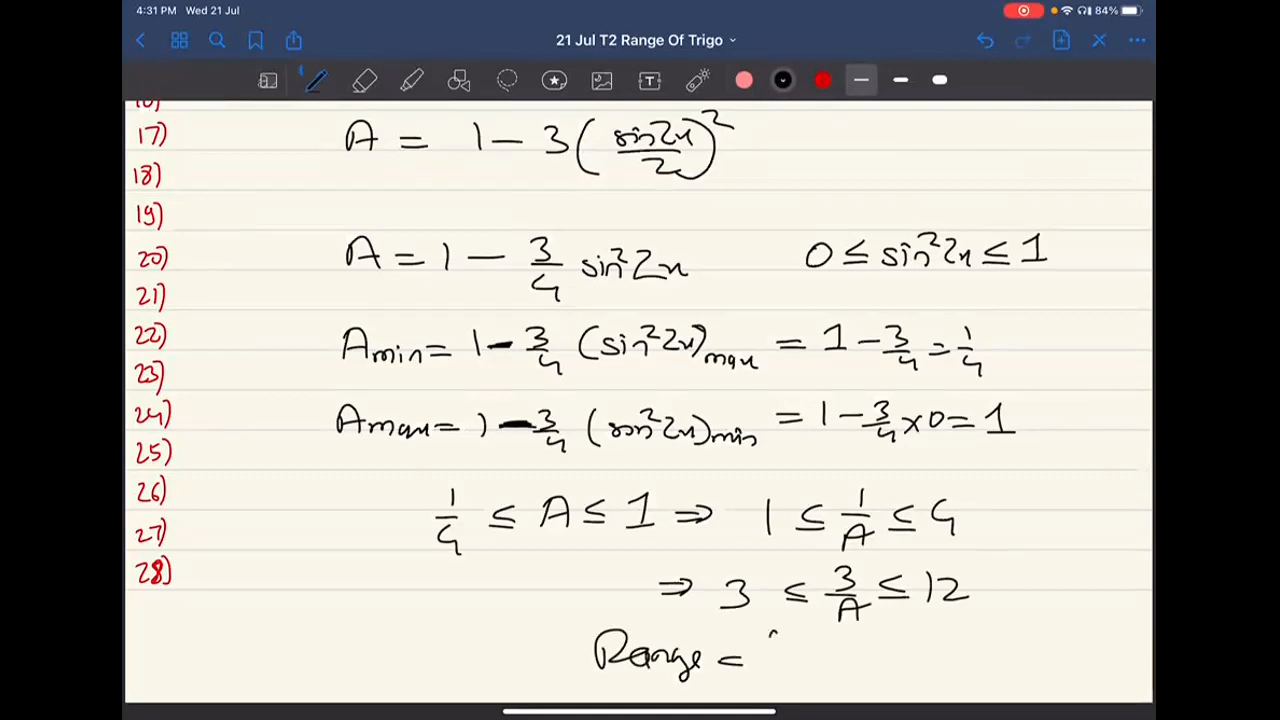 4:31 PM Wed 21 Jul 84%
21 Jul T2 Range Of Trigo
17) A = 1 - 3(sin2x/2)²
18)
19)
20) A = 1 - 3/4 sin²2x 0 ≤ sin²2x ≤ 1
21)
22) Amin = 1 - 3/4 (sin²2x)max = 1 - 3/4 = 1/4
23)
24) Amax = 1 - 3/4 (sin²2x)min = 1 - 3/4 × 0 = 1
25)
26) 1/4 ≤ A ≤ 1 ⇒ 1 ≤ 1/A ≤ 4
27)
28) ⇒ 3 ≤ 3/A ≤ 12
Range =